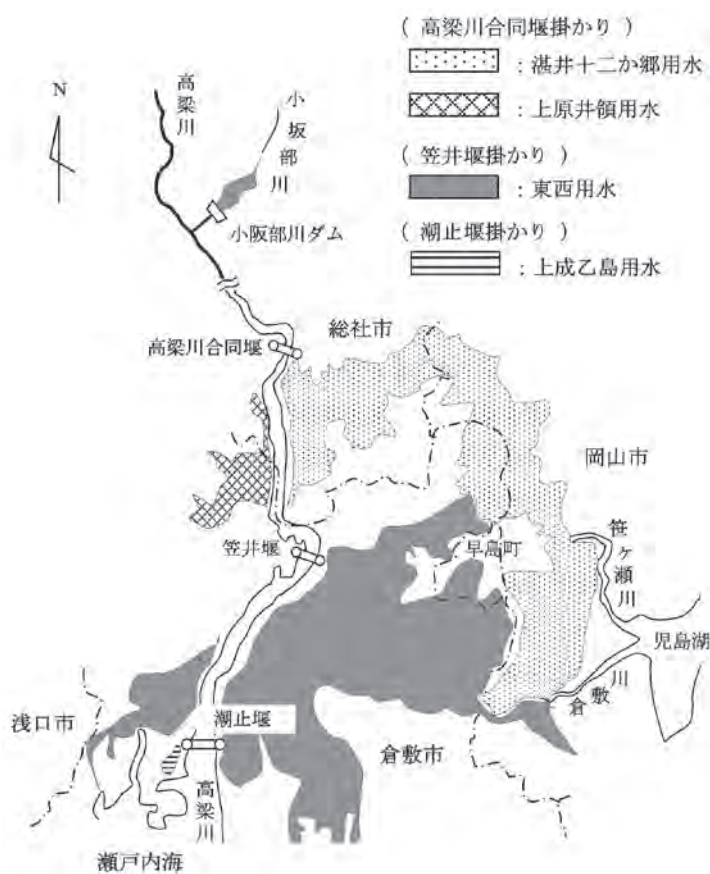 （ 高梁川合同堰掛かり ）
：湛井十二か郷用水
：上原井領用水
（ 笠井堰掛かり ）
：東西用水
（ 潮止堰掛かり ）
：上成乙島用水
N
高梁川
小坂部川
小阪部川ダム
総社市
高梁川合同堰
岡山市
笹ヶ瀬川
笠井堰
早島町
児島湖
倉敷川
浅口市
潮止堰
倉敷市
高梁川
瀬戸内海